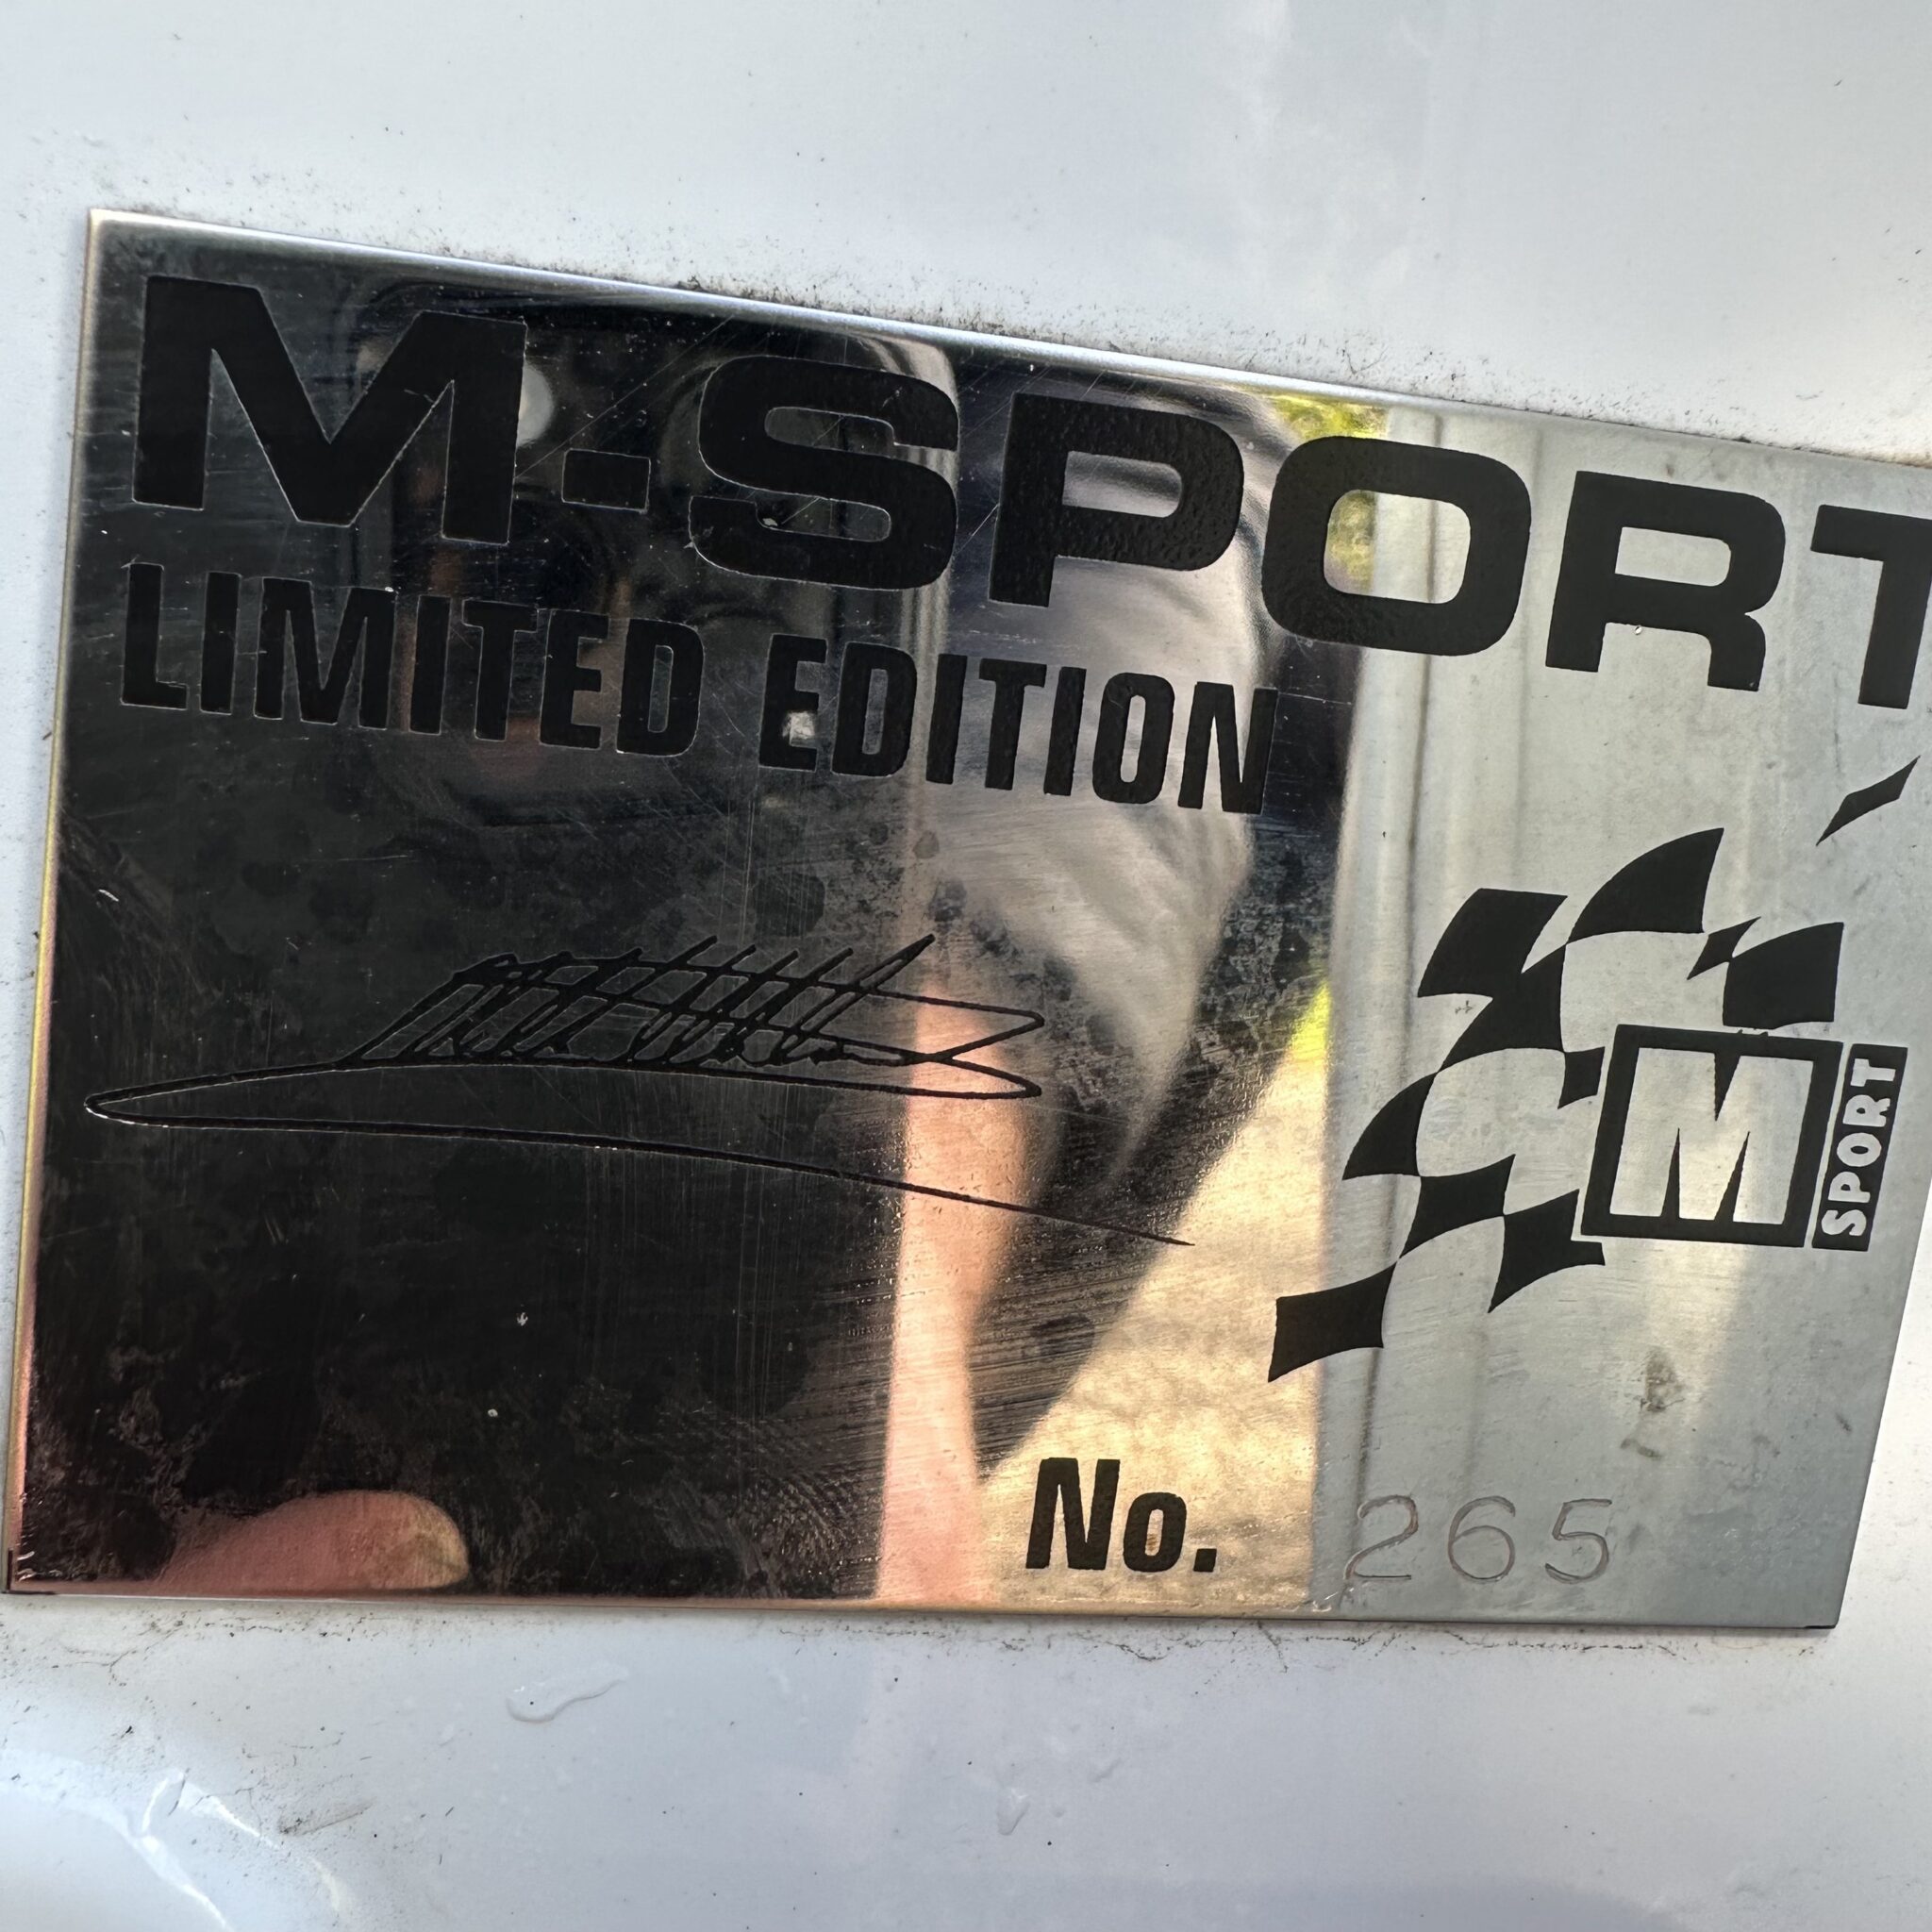 M-SPORT
LIMITED EDITION
M SPORT
No. 265